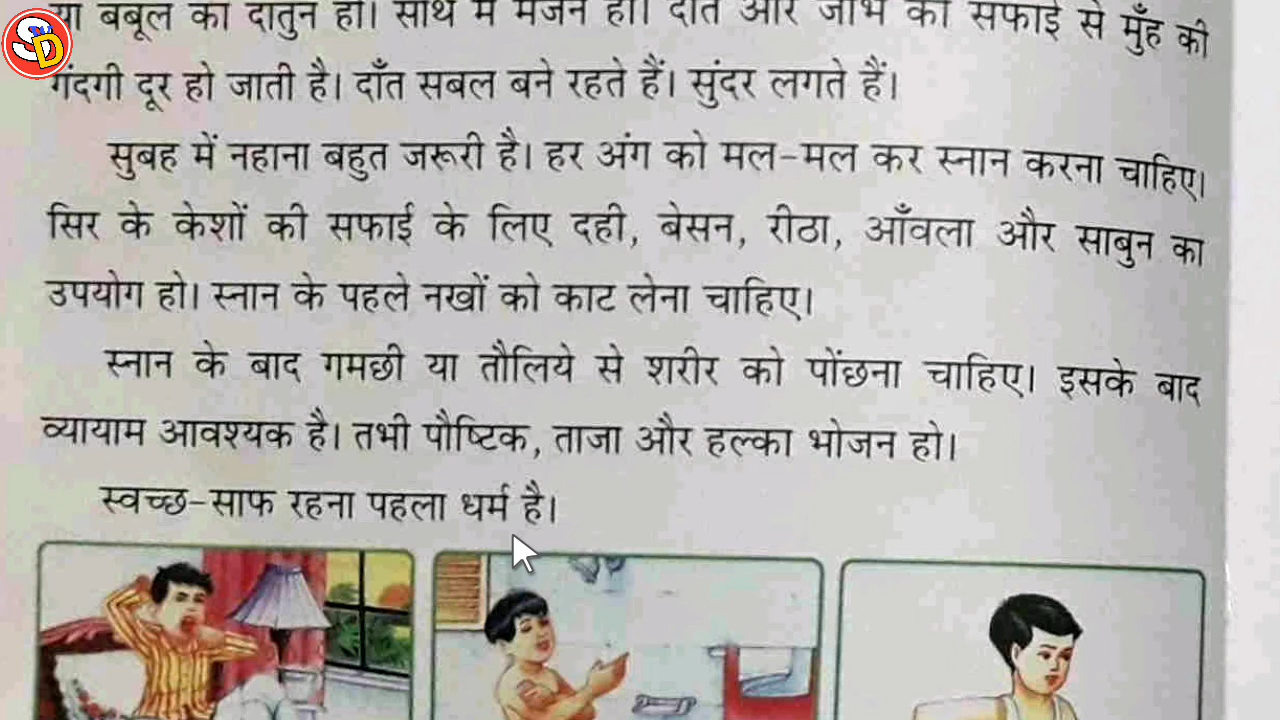 या बबूल का दातुन हो। साथ में मंजन हो। दाँत और जीभ की सफाई से मुँह की
गंदगी दूर हो जाती है। दाँत सबल बने रहते हैं। सुंदर लगते हैं।
सुबह में नहाना बहुत जरूरी है। हर अंग को मल-मल कर स्नान करना चाहिए।
सिर के केशों की सफाई के लिए दही, बेसन, रीठा, आँवला और साबुन का
उपयोग हो। स्नान के पहले नखों को काट लेना चाहिए।
स्नान के बाद गमछी या तौलिये से शरीर को पोंछना चाहिए। इसके बाद
व्यायाम आवश्यक है। तभी पौष्टिक, ताजा और हल्का भोजन हो।
स्वच्छ-साफ रहना पहला धर्म है।
SD